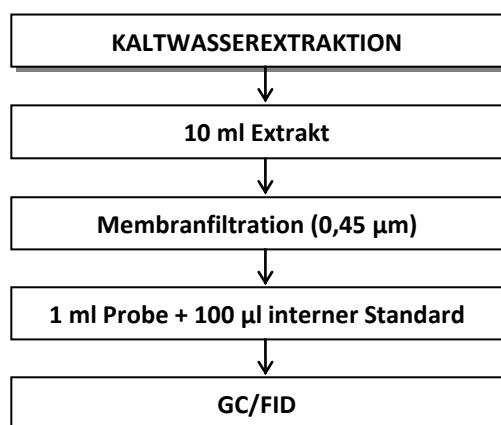 KALTWASSEREXTRAKTION
10 ml Extrakt
Membranfiltration (0,45 µm)
1 ml Probe + 100 µl interner Standard
GC/FID